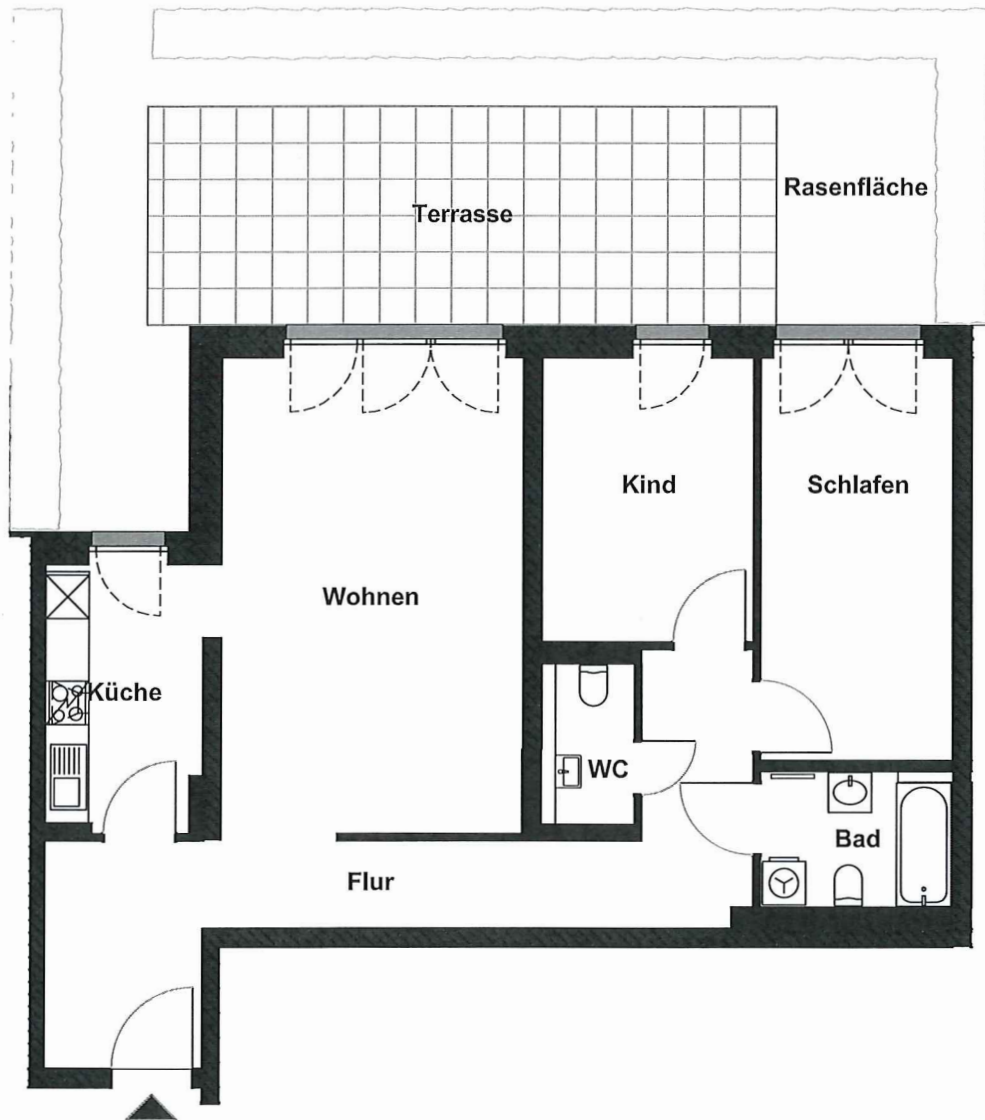 Rasenfläche
Terrasse
Kind
Schlafen
Wohnen
Küche
WC
Bad
Flur